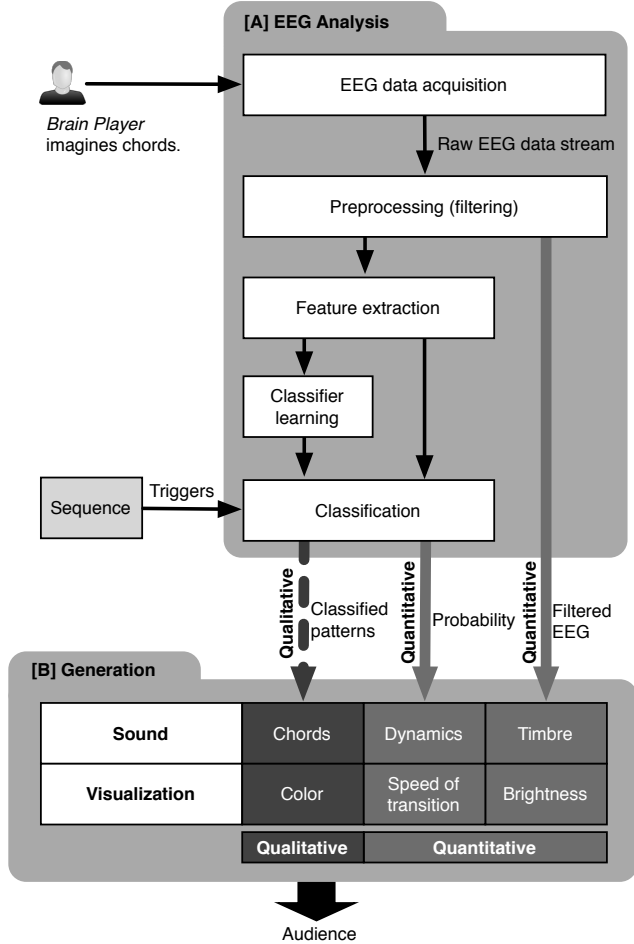 [A] EEG Analysis
EEG data acquisition
Brain Player
imagines chords.
Raw EEG data stream
Preprocessing (filtering)
Feature extraction
Classifier
learning
Sequence
Triggers
Classification
Qualitative
Classified
patterns
Quantitative
Probability
Quantitative
Filtered
EEG
[B] Generation
Sound
Chords
Dynamics
Timbre
Visualization
Color
Speed of
transition
Brightness
Qualitative
Quantitative
Audience